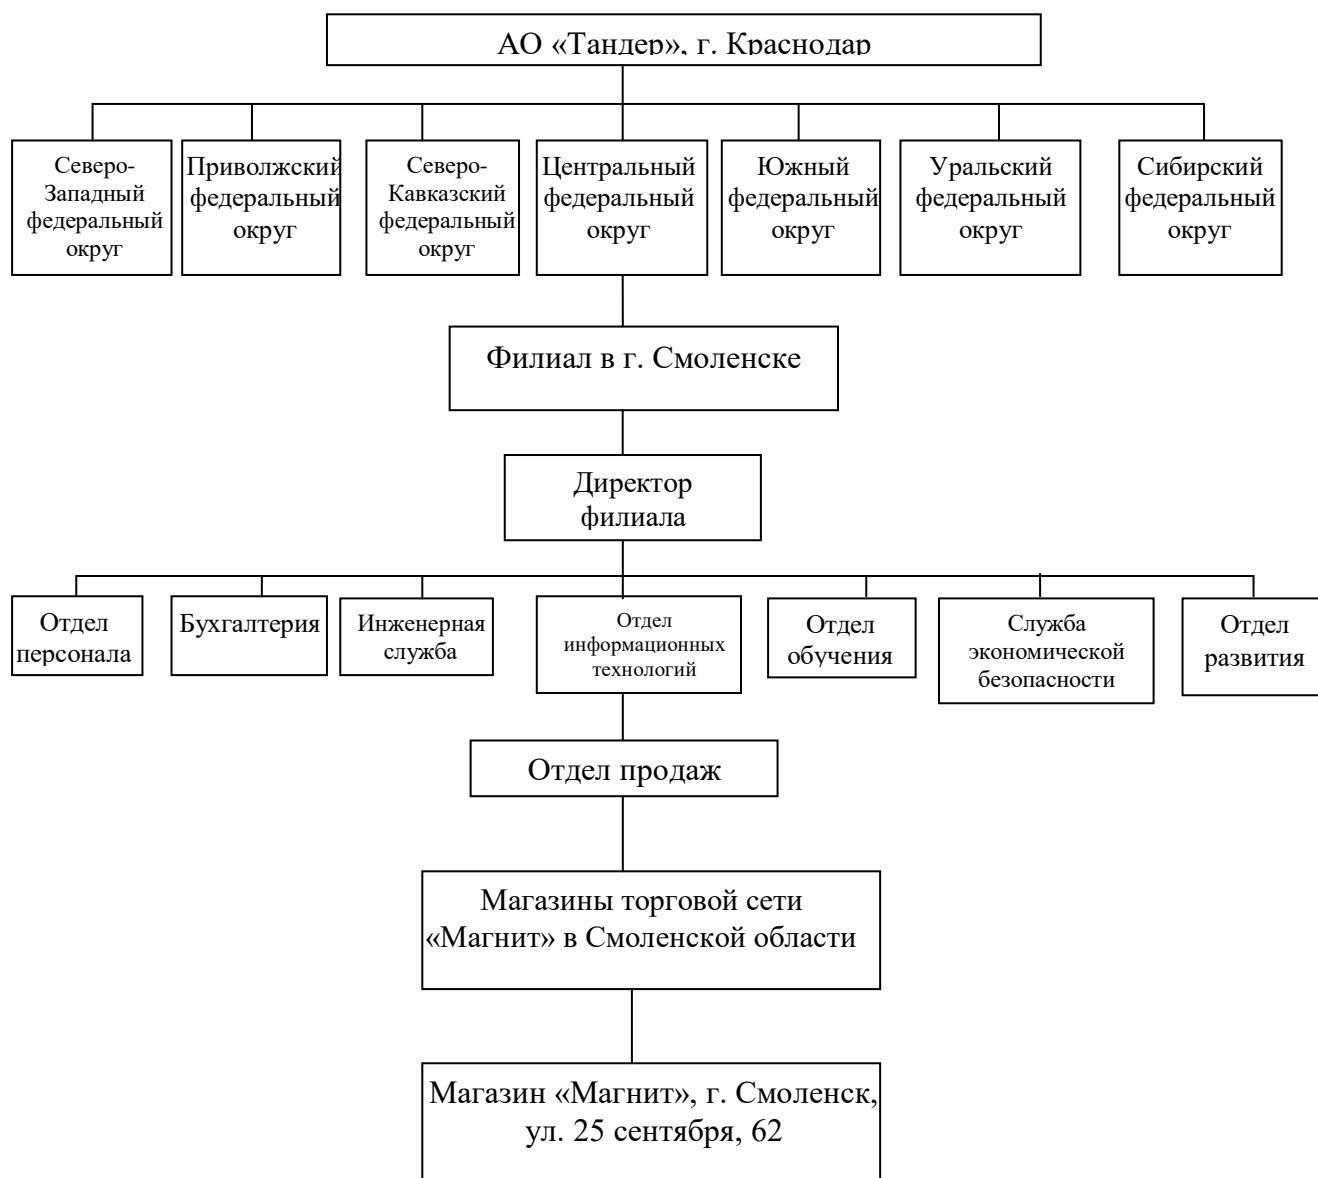 АО «Тандер», г. Краснодар
Северо-
Западный
федеральный
округ
Приволжский
федеральный
округ
Северо-
Кавказский
федеральный
округ
Центральный
федеральный
округ
Южный
федеральный
округ
Уральский
федеральный
округ
Сибирский
федеральный
округ
Филиал в г. Смоленске
Директор
филиала
Отдел
персонала
Бухгалтерия
Инженерная
служба
Отдел
информационных
технологий
Отдел
обучения
Служба
экономической
безопасности
Отдел
развития
Отдел продаж
Магазины торговой сети
«Магнит» в Смоленской области
Магазин «Магнит», г. Смоленск,
ул. 25 сентября, 62